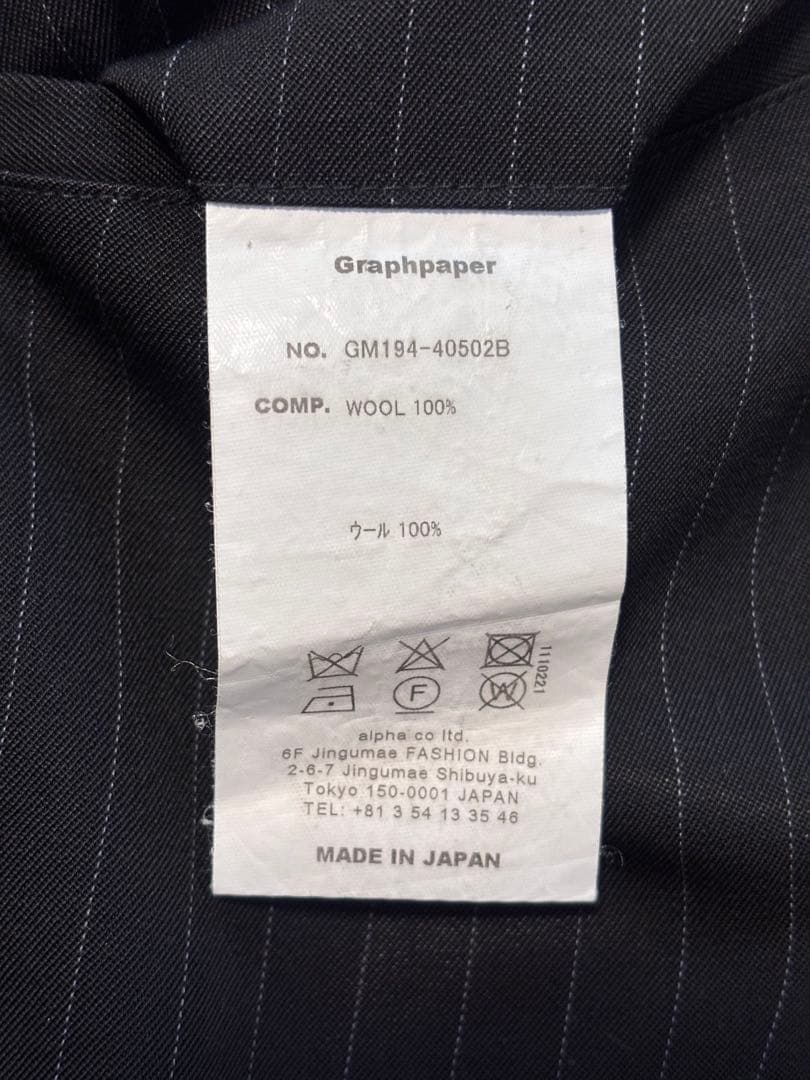 Graphpaper
NO. GM194-40502B
COMP. WOOL 100%
ウール 100%
1110221
F
W
alpha co ltd.
6F Jingumae FASHION Bldg.
2-6-7 Jingumae Shibuya-ku
Tokyo 150-0001 JAPAN
TEL: +81 3 54 13 35 46
MADE IN JAPAN